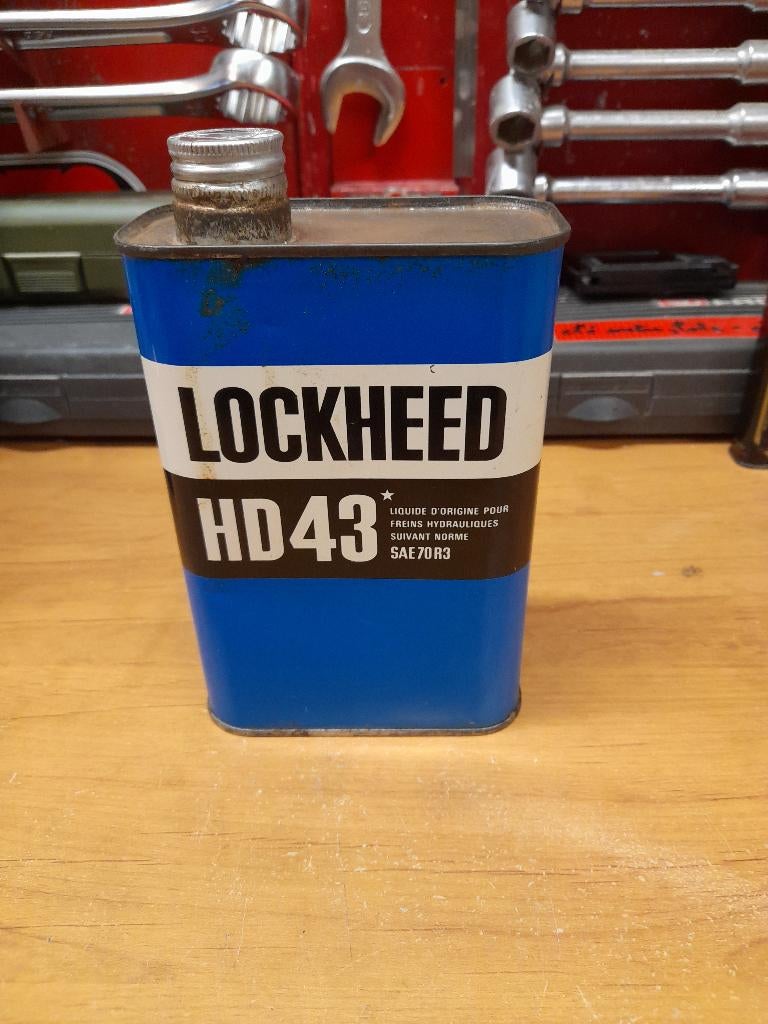 LOCKHEED
HD43*
LIQUIDE D'ORIGINE POUR
FREINS HYDRAULIQUES
SUIVANT NORME
SAE70R3